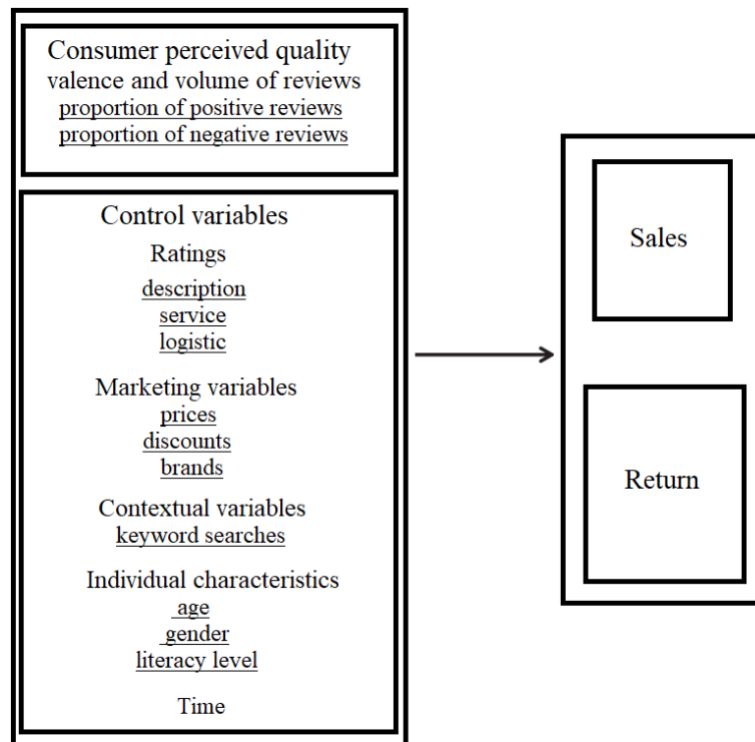 Consumer perceived quality
valence and volume of reviews
proportion of positive reviews
proportion of negative reviews
Control variables
Ratings
description
service
logistic
Marketing variables
prices
discounts
brands
Contextual variables
keyword searches
Individual characteristics
age
gender
literacy level
Time
Sales
Return